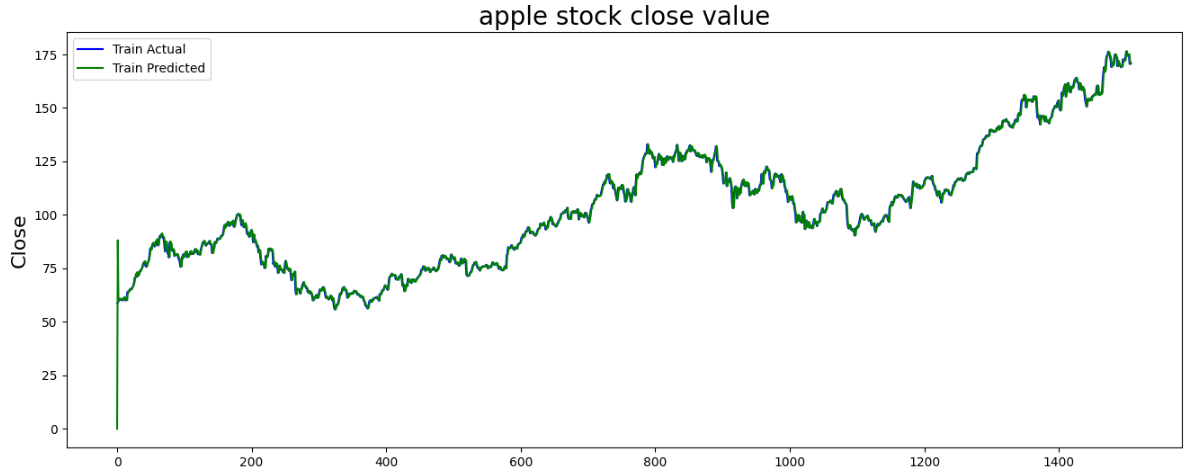 apple stock close value
Train Actual
Train Predicted
Close
175
150
125
100
75
50
25
0
0 200 400 600 800 1000 1200 1400